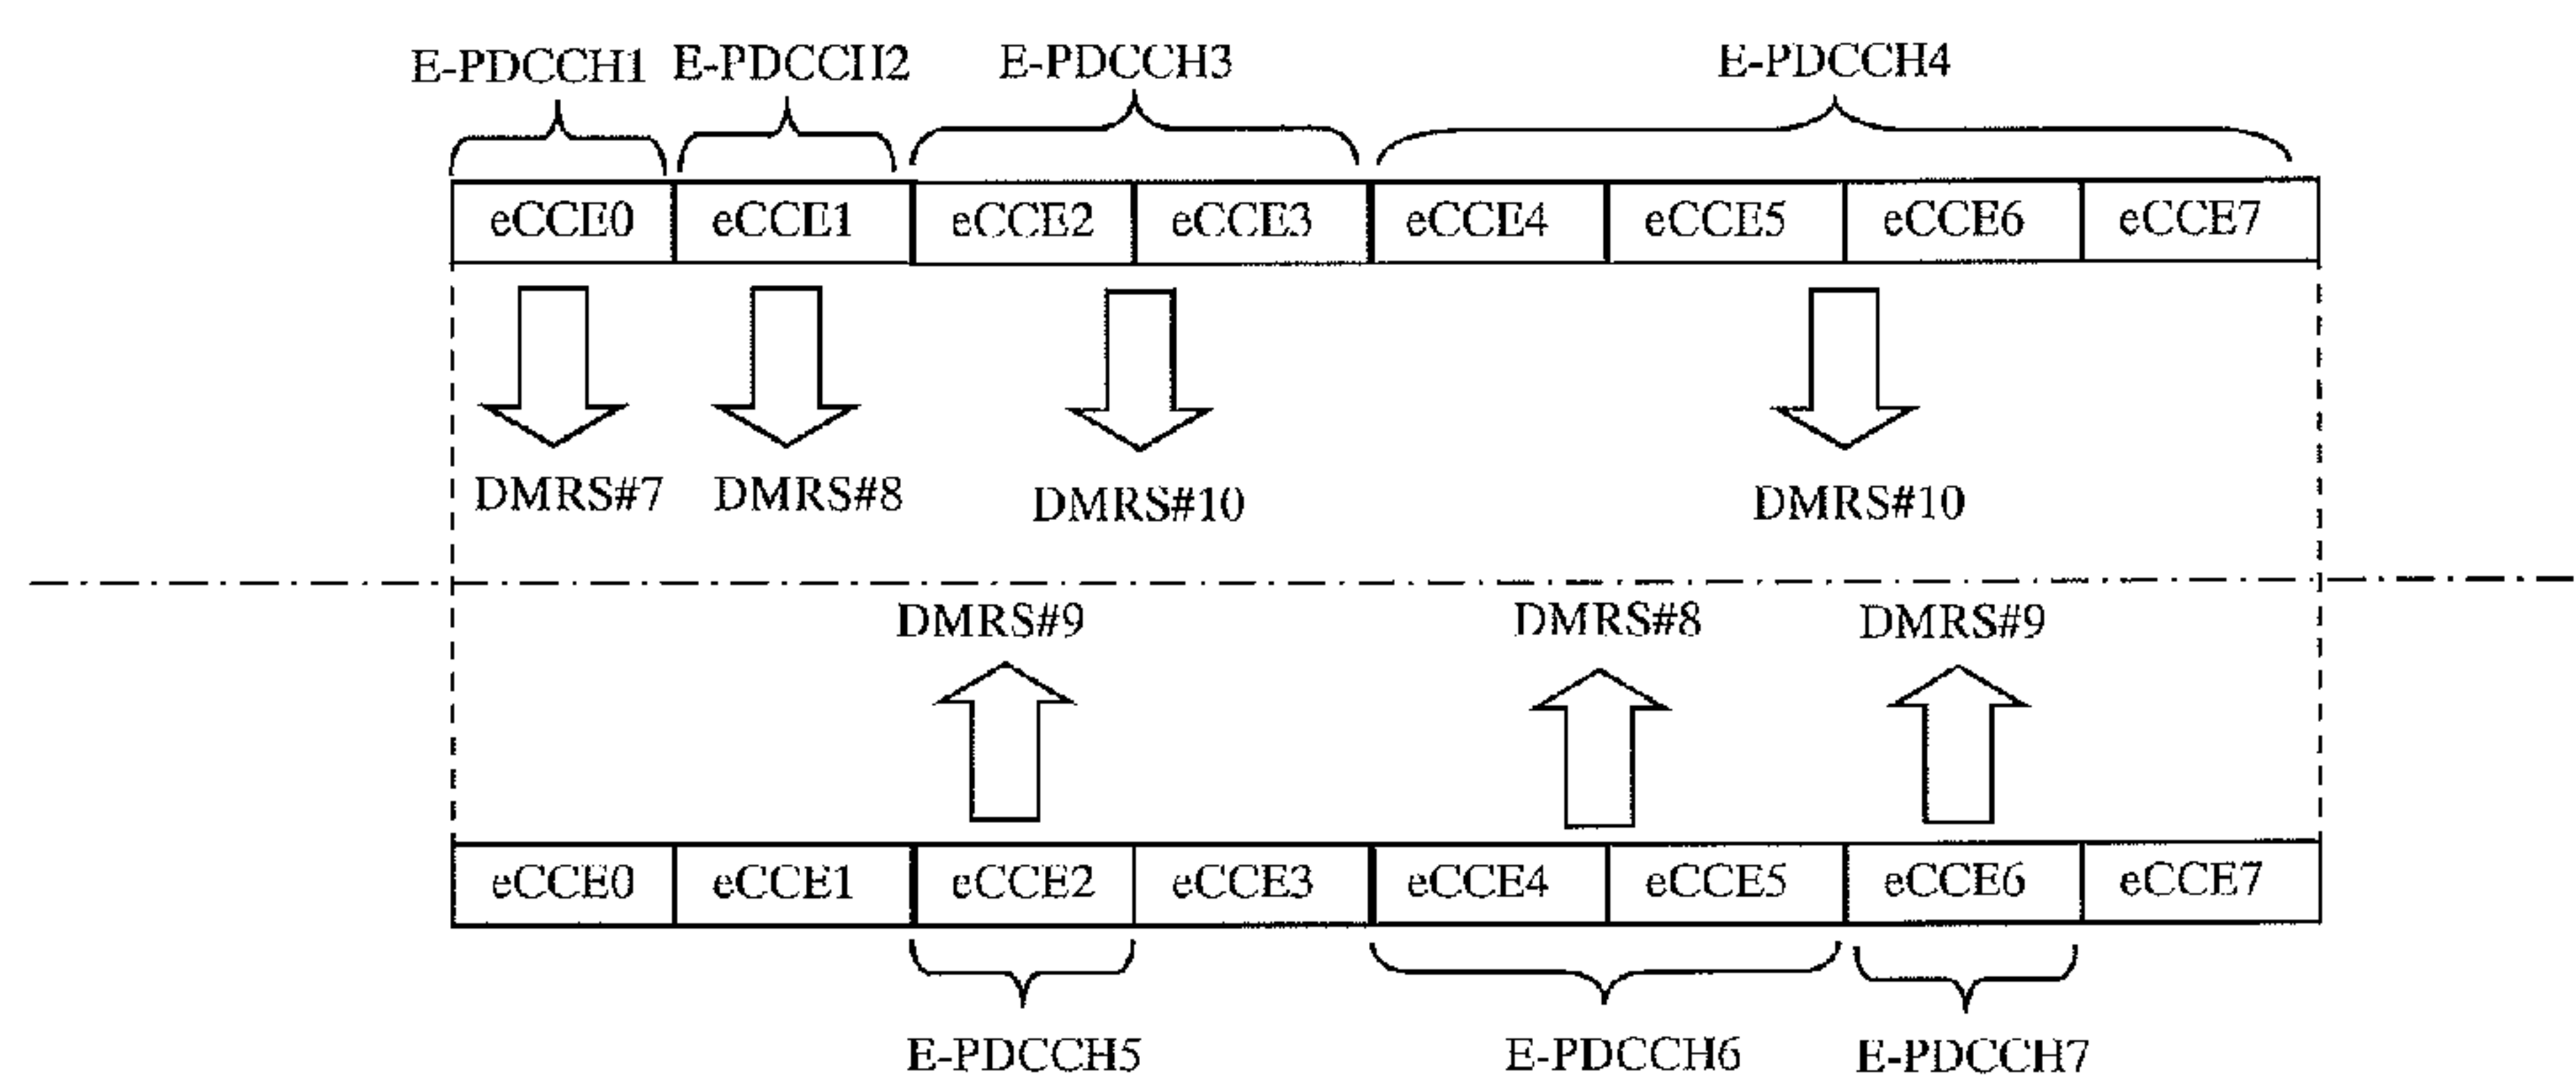 E-PDCCH1 E-PDCCH2 E-PDCCH3 E-PDCCH4
eCCE0 eCCE1 eCCE2 eCCE3 eCCE4 eCCE5 eCCE6 eCCE7
DMRS#7 DMRS#8 DMRS#10 DMRS#10
DMRS#9 DMRS#8 DMRS#9
eCCE0 eCCE1 eCCE2 eCCE3 eCCE4 eCCE5 eCCE6 eCCE7
E-PDCCH5 E-PDCCH6 E-PDCCH7